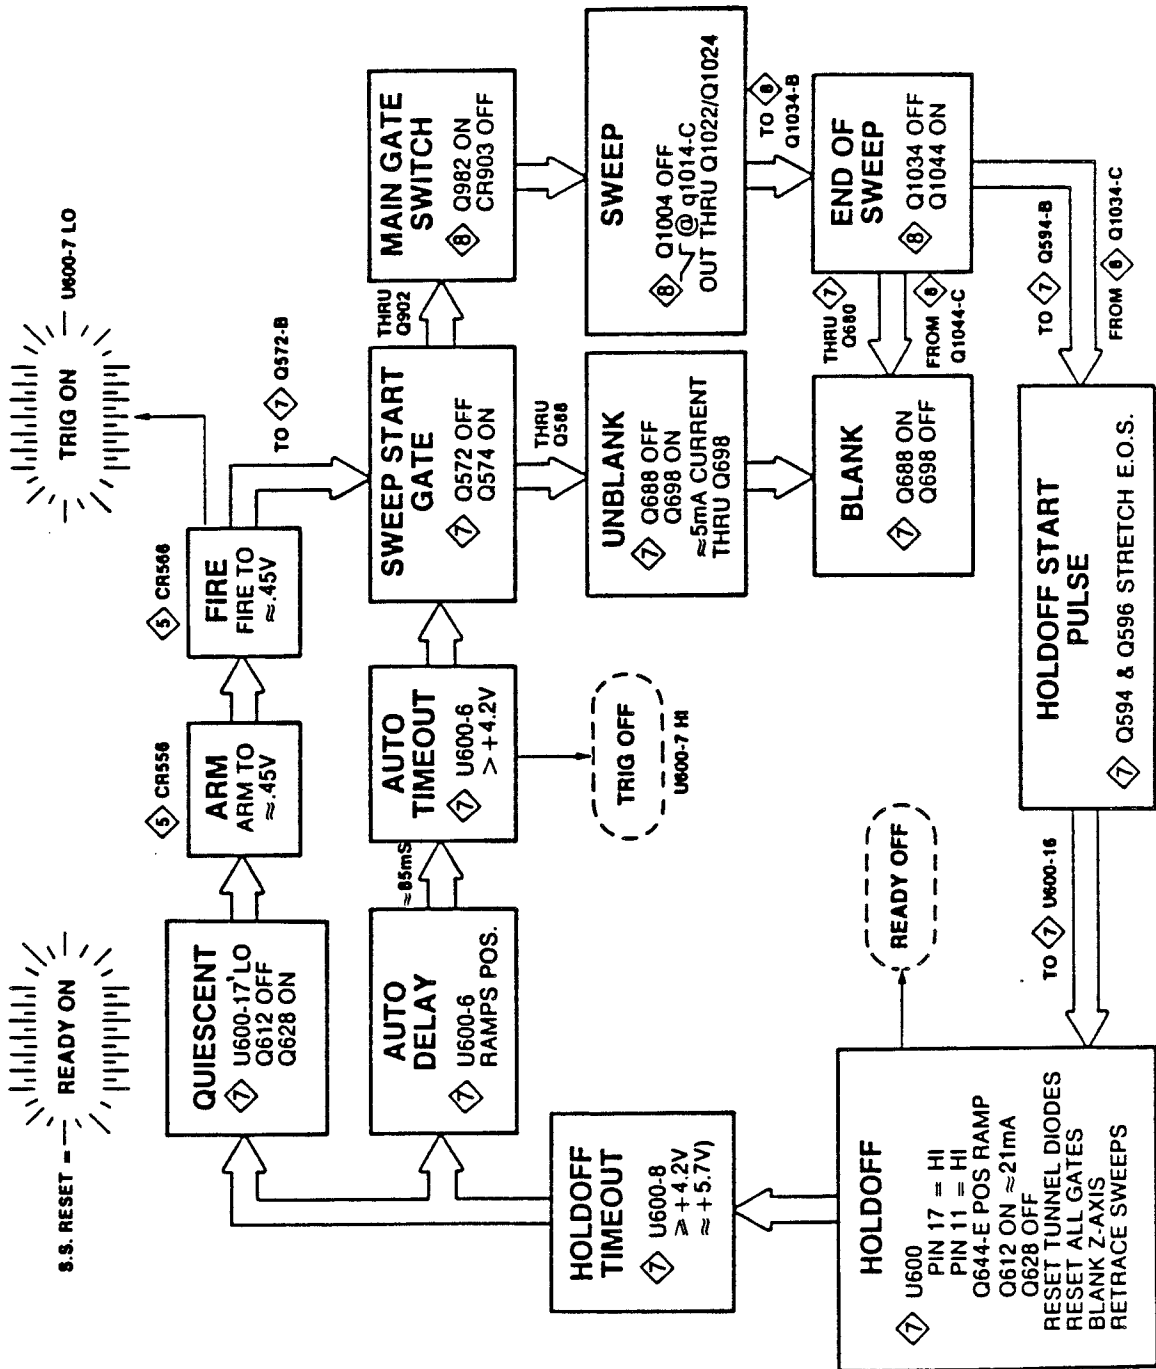 S.S. RESET = READY ON
TRIG ON
U600-7 LO
QUIESCENT
7 U600-17'LO
Q612 OFF
Q628 ON
5 CR556
ARM
ARM TO
≈.45V
5 CR566
FIRE
FIRE TO
≈.45V
TO 7 Q572-B
AUTO
DELAY
7 U600-6
RAMPS POS.
≈85mS
AUTO
TIMEOUT
7 U600-6
> +4.2V
TRIG OFF
U600-7 HI
SWEEP START
GATE
7 Q572 OFF
Q574 ON
THRU
Q902
MAIN GATE
SWITCH
8 Q982 ON
CR903 OFF
THRU
Q588
UNBLANK
7 Q688 OFF
Q698 ON
≈5mA CURRENT
THRU Q698
SWEEP
8 Q1004 OFF
@ q1014-C
OUT THRU Q1022/Q1024
TO 8
Q1034-B
HOLDOFF
TIMEOUT
7 U600-8
⩾ +4.2V
≈ +5.7V)
BLANK
7 Q688 ON
Q698 OFF
THRU 7
Q680
FROM 8
Q1044-C
END OF
SWEEP
8 Q1034 OFF
Q1044 ON
TO 7 Q594-B
FROM 8 Q1034-C
READY OFF
HOLDOFF
7 U600
PIN 17 = HI
PIN 11 = HI
Q644-E POS RAMP
Q612 ON ≈21mA
Q628 OFF
RESET TUNNEL DIODES
RESET ALL GATES
BLANK Z-AXIS
RETRACE SWEEPS
TO 7 U600-16
HOLDOFF START
PULSE
7 Q594 & Q596 STRETCH E.O.S.